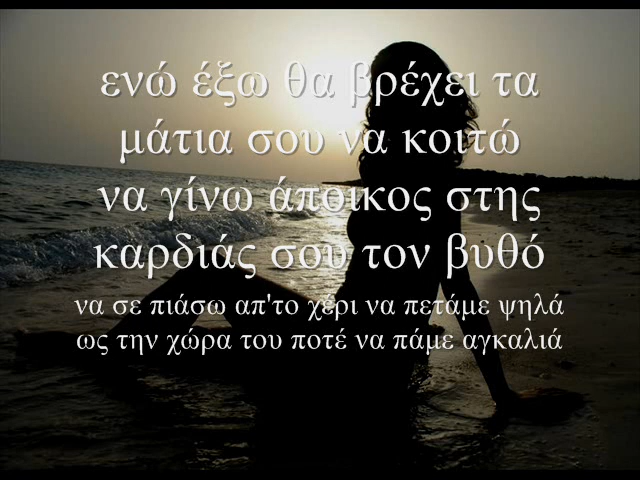 ενώ έξω θα βρέχει τα
μάτια σου να κοιτώ
να γίνω άποικος στης
καρδιάς σου τον βυθό
να σε πιάσω απ'το χέρι να πετάμε ψηλά
ως την χώρα του ποτέ να πάμε αγκαλιά